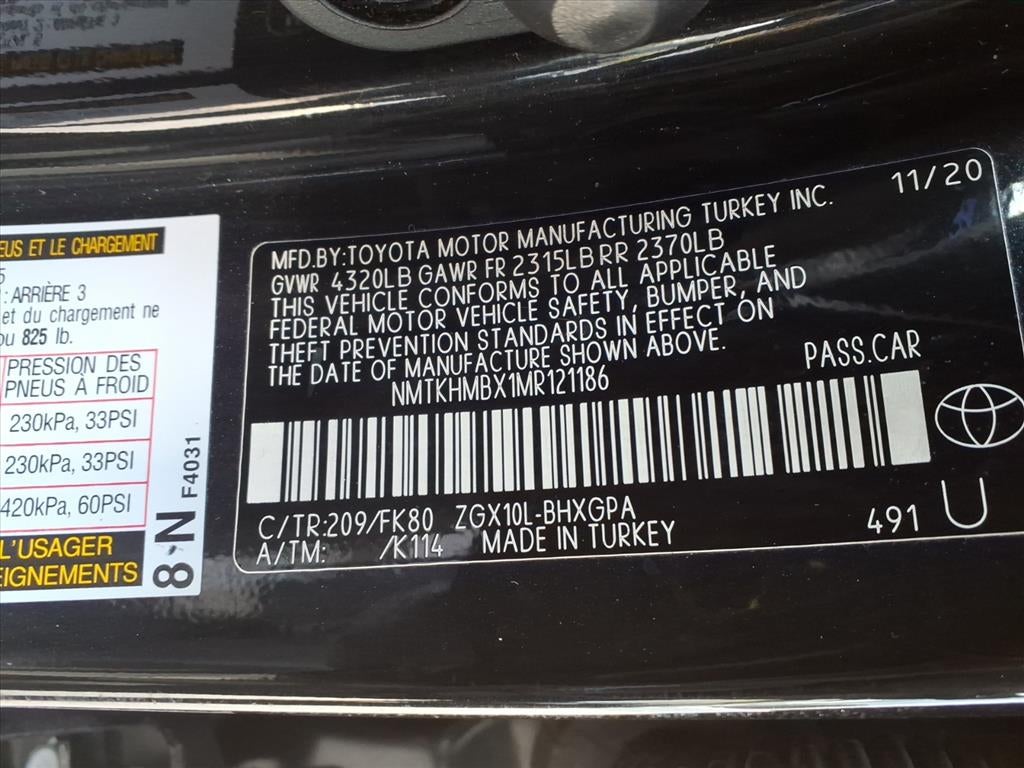 EUS ET LE CHARGEMENT
5
: ARRIÈRE 3
et du chargement ne
ou 825 lb.
PRESSION DES
PNEUS À FROID
230kPa, 33PSI
230kPa, 33PSI
420kPa, 60PSI
L'USAGER
EIGNEMENTS
8-N F4031
11/20
MFD.BY:TOYOTA MOTOR MANUFACTURING TURKEY INC.
GVWR 4320LB GAWR FR 2315LB RR 2370LB
THIS VEHICLE CONFORMS TO ALL APPLICABLE
FEDERAL MOTOR VEHICLE SAFETY, BUMPER, AND
THEFT PREVENTION STANDARDS IN EFFECT ON
THE DATE OF MANUFACTURE SHOWN ABOVE.
NMTKHMBX1MR121186
PASS.CAR
C/TR:209/FK80 ZGX10L-BHXGPA
A/TM: /K114 MADE IN TURKEY
491 U